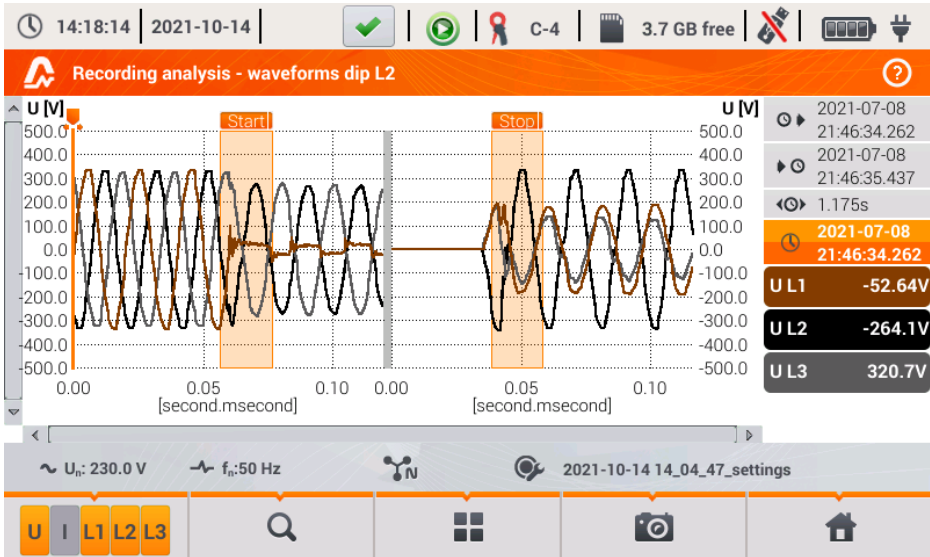 14:18:14 2021-10-14 C-4 3.7 GB free
Recording analysis - waveforms dip L2 ?
U [V] Start Stop U [V]
500.0 500.0
400.0 400.0
300.0 300.0
200.0 200.0
100.0 100.0
0.0 0.0
-100.0 -100.0
-200.0 -200.0
-300.0 -300.0
-400.0 -400.0
-500.0 -500.0
0.00 0.05 0.10 0.00 0.05 0.10
[second.msecond] [second.msecond]
2021-07-08
21:46:34.262
2021-07-08
21:46:35.437
1.175s
2021-07-08
21:46:34.262
U L1 -52.64V
U L2 -264.1V
U L3 320.7V
Un: 230.0 V fn:50 Hz N 2021-10-14 14_04_47_settings
U I L1 L2 L3